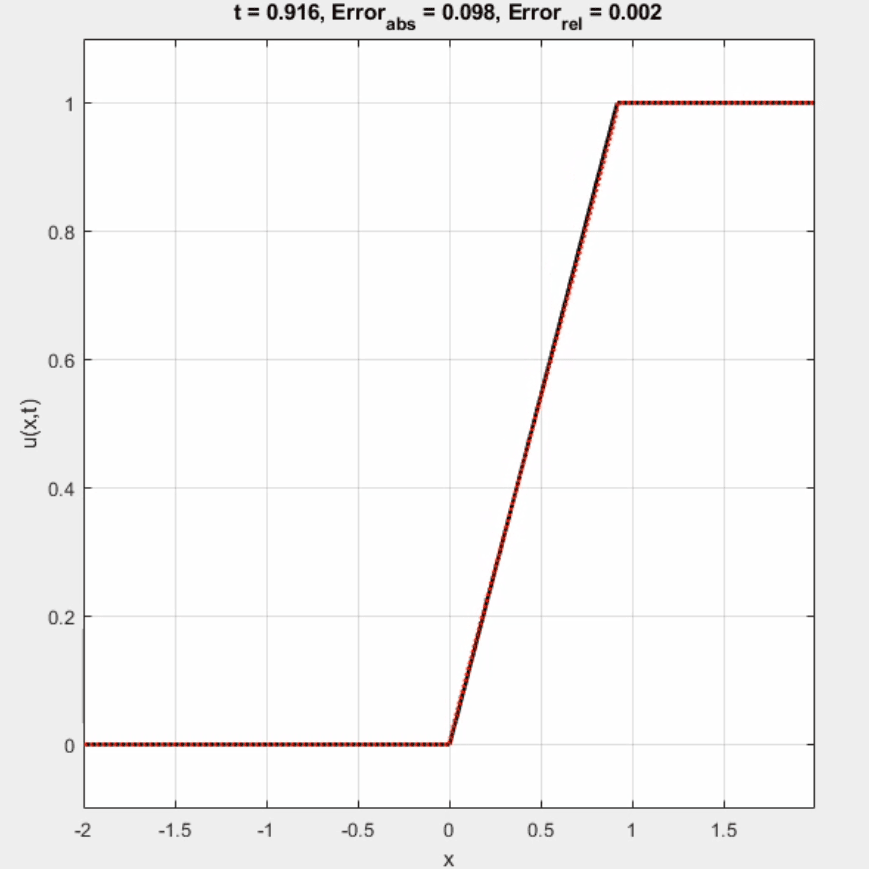 t = 0.916, Error_abs = 0.098, Error_rel = 0.002
1
0.8
0.6
0.4
0.2
0
u(x,t)
-2 -1.5 -1 -0.5 0 0.5 1 1.5
x